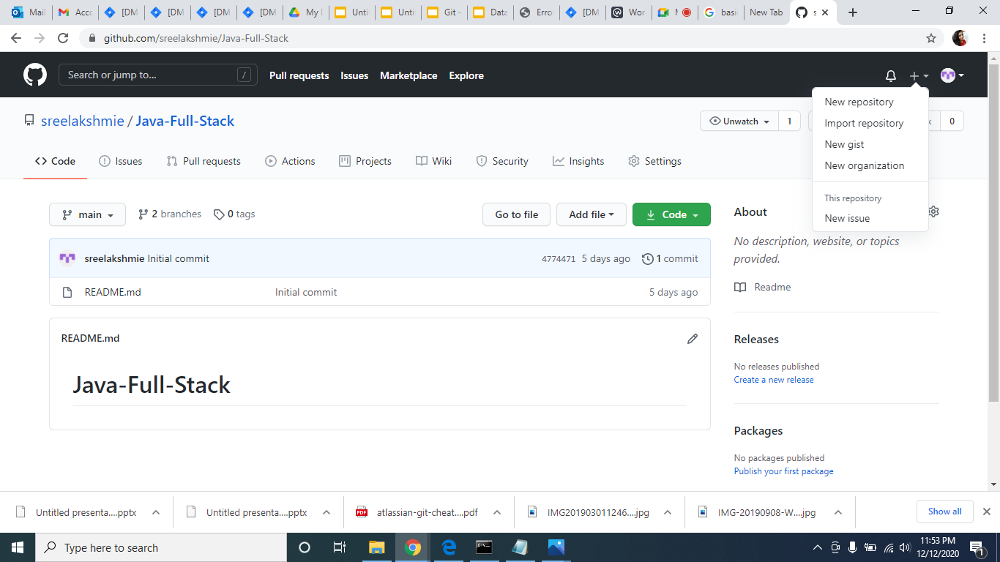 Mail
Acco
[DM
[DM
[DM
[DM
My D
Unti
Unti
Git -
Data
Erro
[DM
Wor
M
basi
New Tab
s
github.com/sreelakshmie/Java-Full-Stack
Search or jump to...
/
Pull requests
Issues
Marketplace
Explore
New repository
Import repository
New gist
New organization
This repository
New issue
sreelakshmie / Java-Full-Stack
Unwatch
1
0
Code
Issues
Pull requests
Actions
Projects
Wiki
Security
Insights
Settings
main
2 branches
0 tags
Go to file
Add file
Code
About
No description, website, or topics
provided.
Readme
sreelakshmie Initial commit
4774471 5 days ago
1 commit
README.md
Initial commit
5 days ago
README.md
Java-Full-Stack
Releases
No releases published
Create a new release
Packages
No packages published
Publish your first package
Untitled presenta....pptx
Untitled presenta....pptx
PDF
atlassian-git-cheat....pdf
IMG201903011246....jpg
IMG-20190908-W....jpg
Show all
Type here to search
11:53 PM
12/12/2020
1